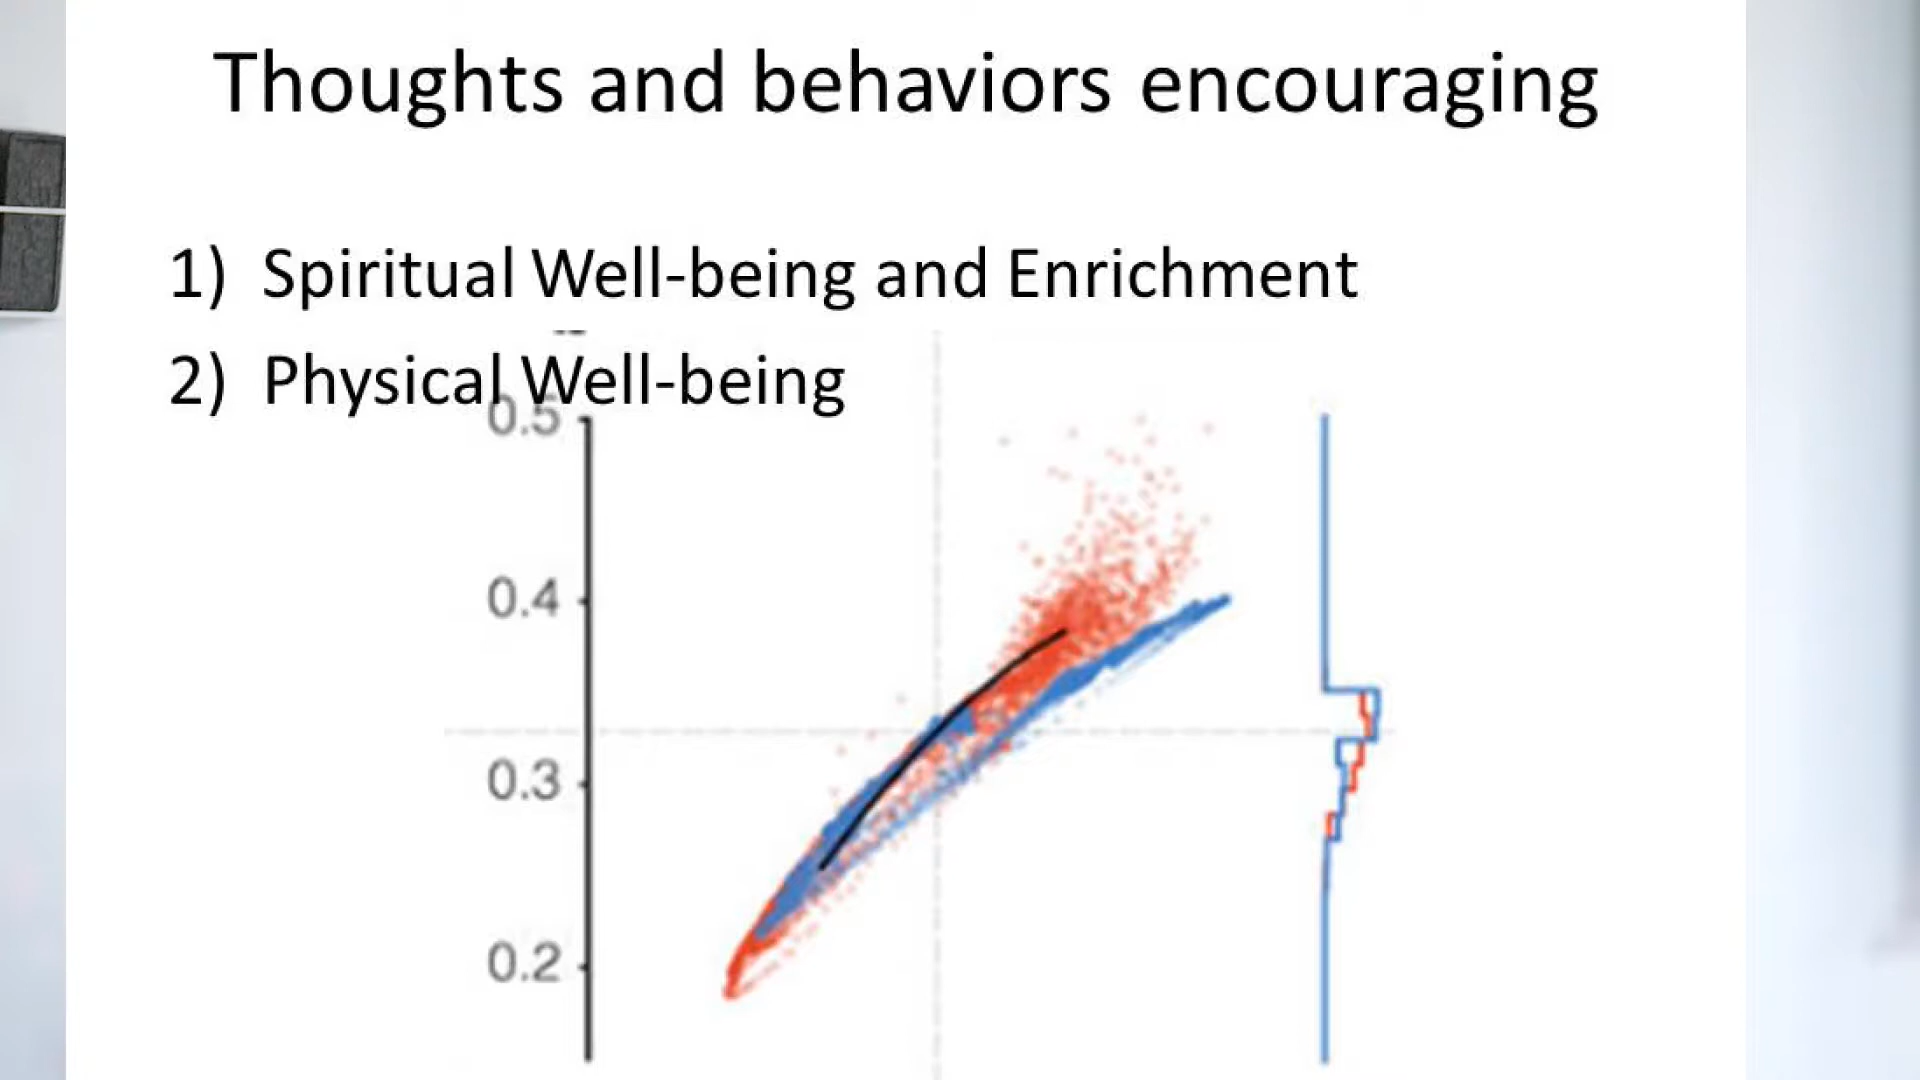 Thoughts and behaviors encouraging
1) Spiritual Well-being and Enrichment
2) Physical Well-being
0.5
0.4
0.3
0.2